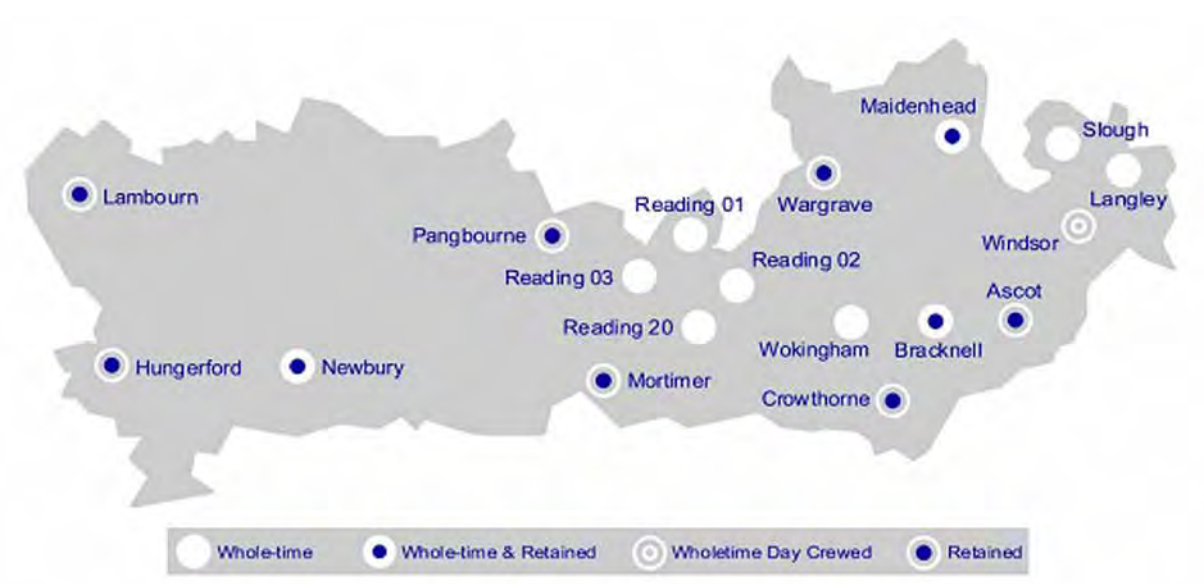 Maidenhead
Slough
Lambourn
Langley
Reading 01
Wargrave
Pangbourne
Windsor
Reading 03
Reading 02
Ascot
Reading 20
Wokingham
Bracknell
Hungerford
Newbury
Mortimer
Crowthorne
Whole-time
Whole-time & Retained
Wholetime Day Crewed
Retained